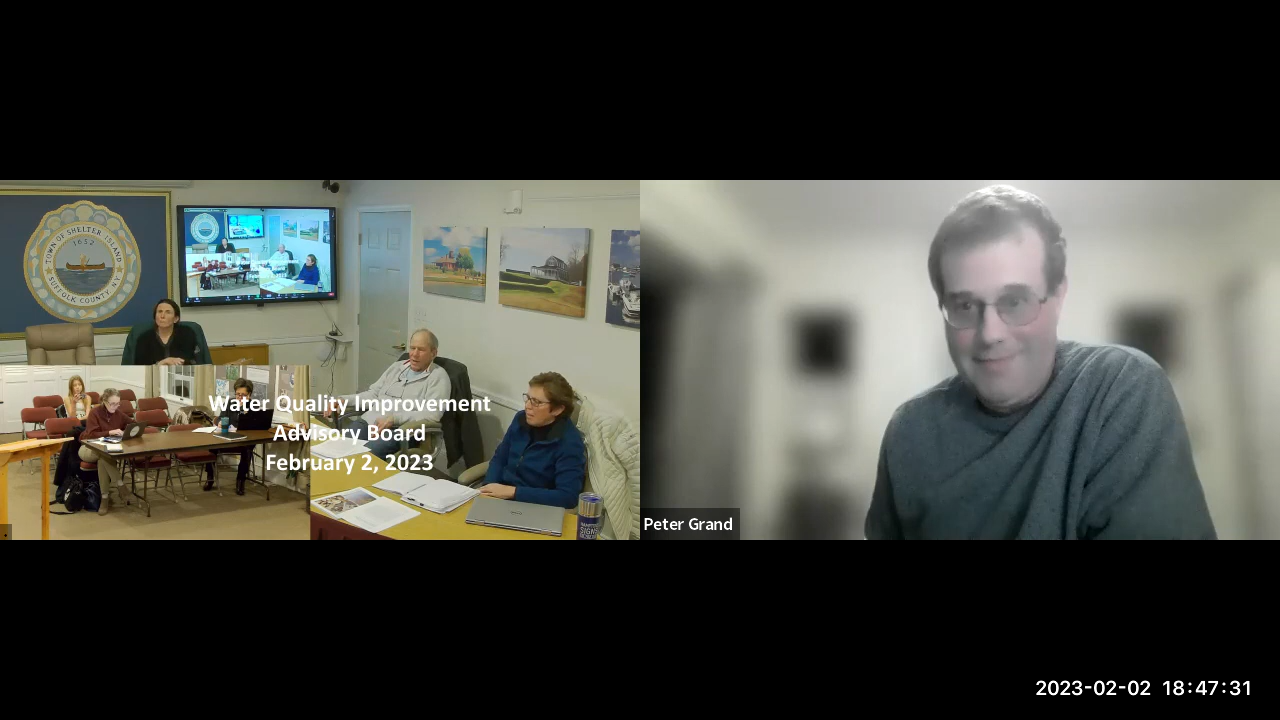 TOWN OF SHELTER ISLAND
1652
SUFFOLK COUNTY, N.Y.
Water Quality Improvement
Advisory Board
February 2, 2023
Peter Grand
2023-02-02 18:47:31